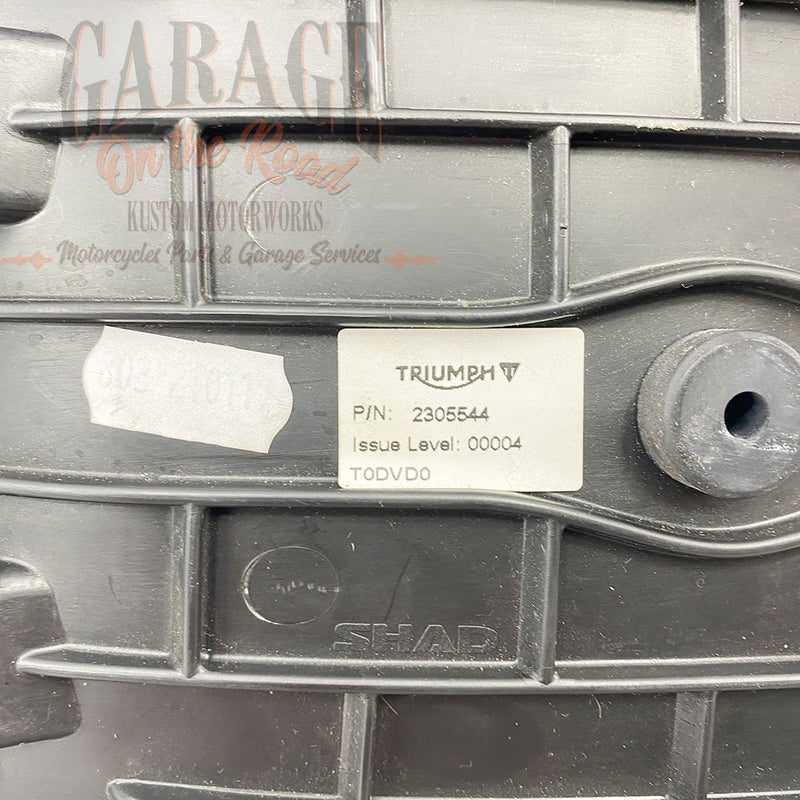 GARAGE
On the Road
KUSTOM MOTORWORKS
Motorcycles Parts & Garage Services
TRIUMPH
P/N: 2305544
Issue Level: 00004
T0DVD0
SHAD